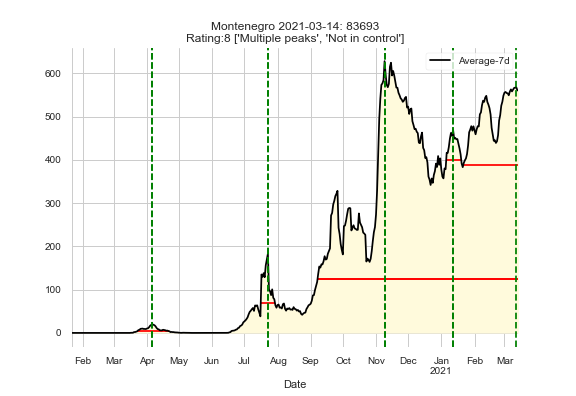 Montenegro 2021-03-14: 83693
Rating:8 ['Multiple peaks', 'Not in control']
Average-7d
600
500
400
300
200
100
0
Feb Mar Apr May Jun Jul Aug Sep Oct Nov Dec Jan Feb Mar
2021
Date